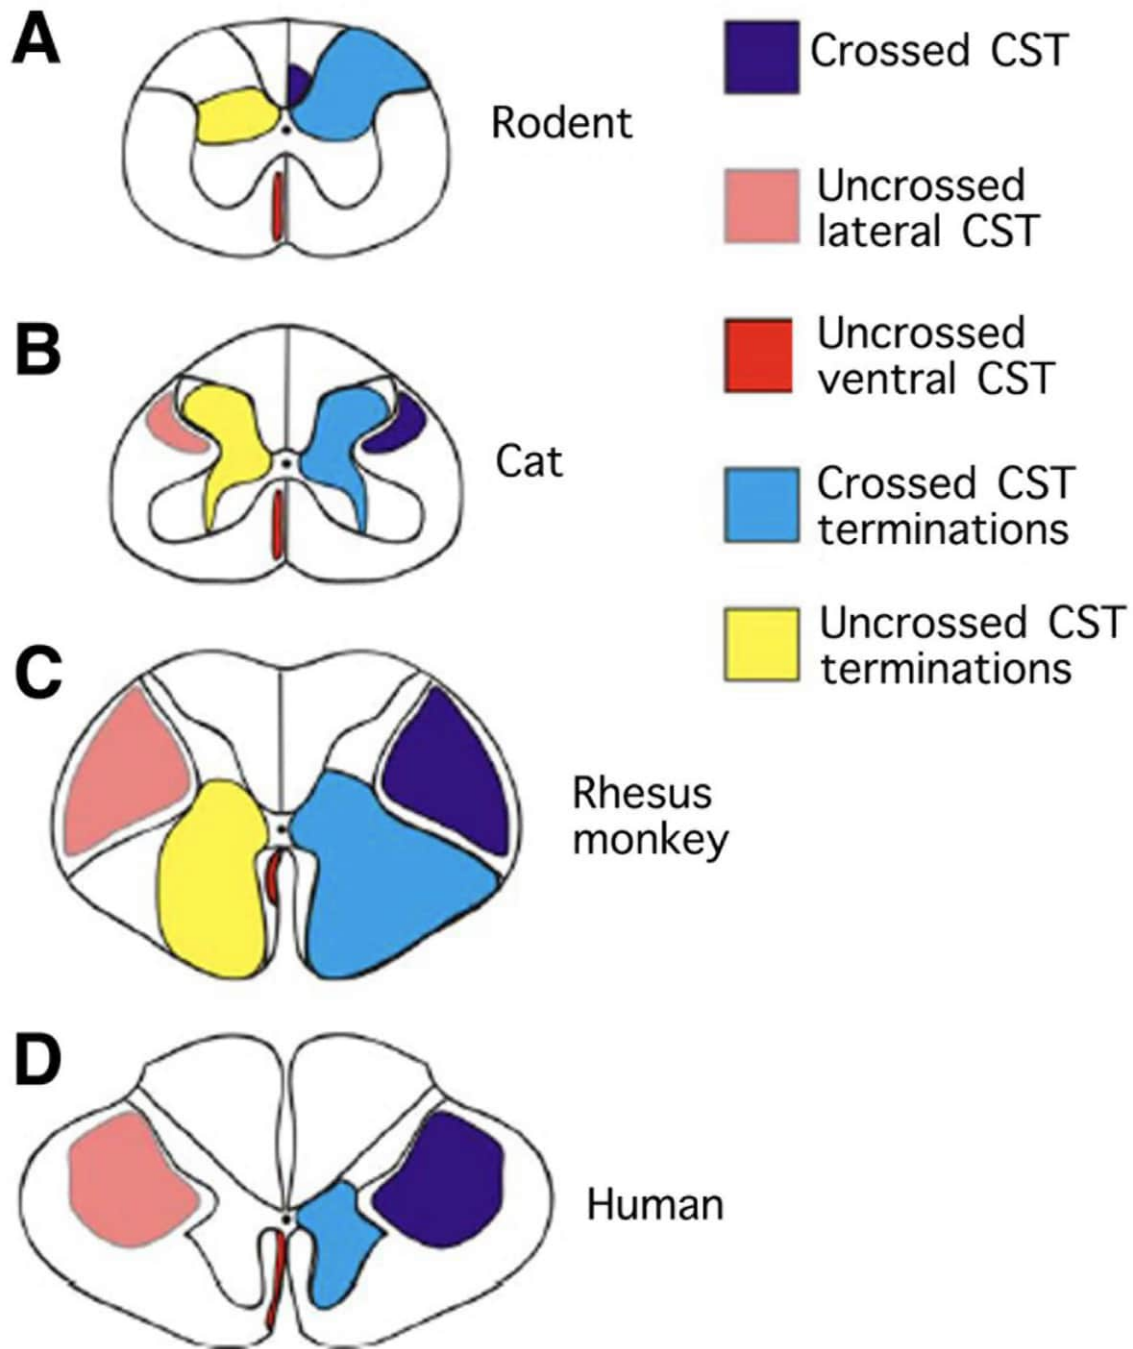 A
Rodent
B
Cat
C
Rhesus
monkey
D
Human
Crossed CST
Uncrossed
lateral CST
Uncrossed
ventral CST
Crossed CST
terminations
Uncrossed CST
terminations